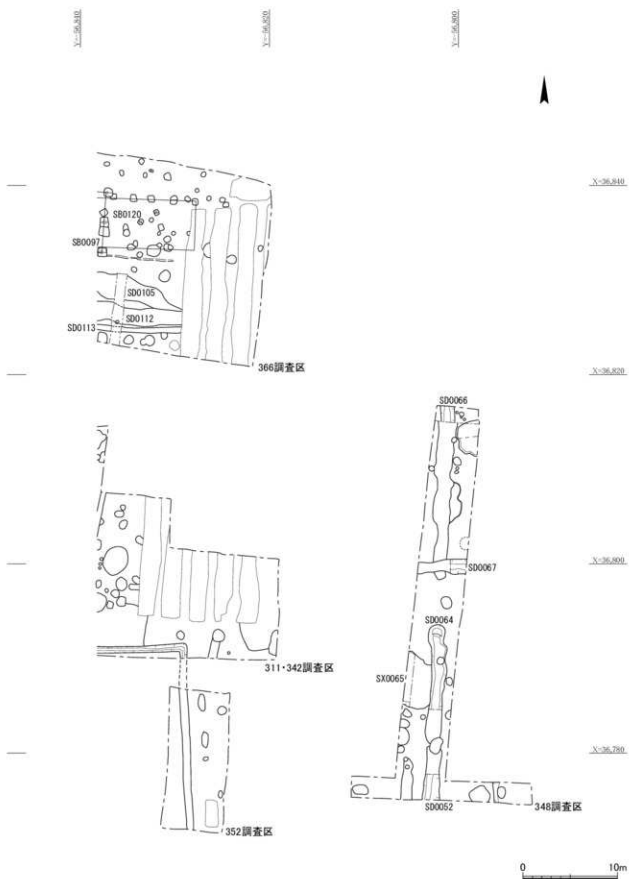 Y=-56,840
Y=-56,820
Y=-56,800
X=36,840
SB0120
SB0097
SD0105
SD0112
SD0113
366調査区
X=36,820
SD0066
X=36,800
SD0067
SD0064
SX0065
311・342調査区
X=36,780
352調査区
SD0052
348調査区
0
10m